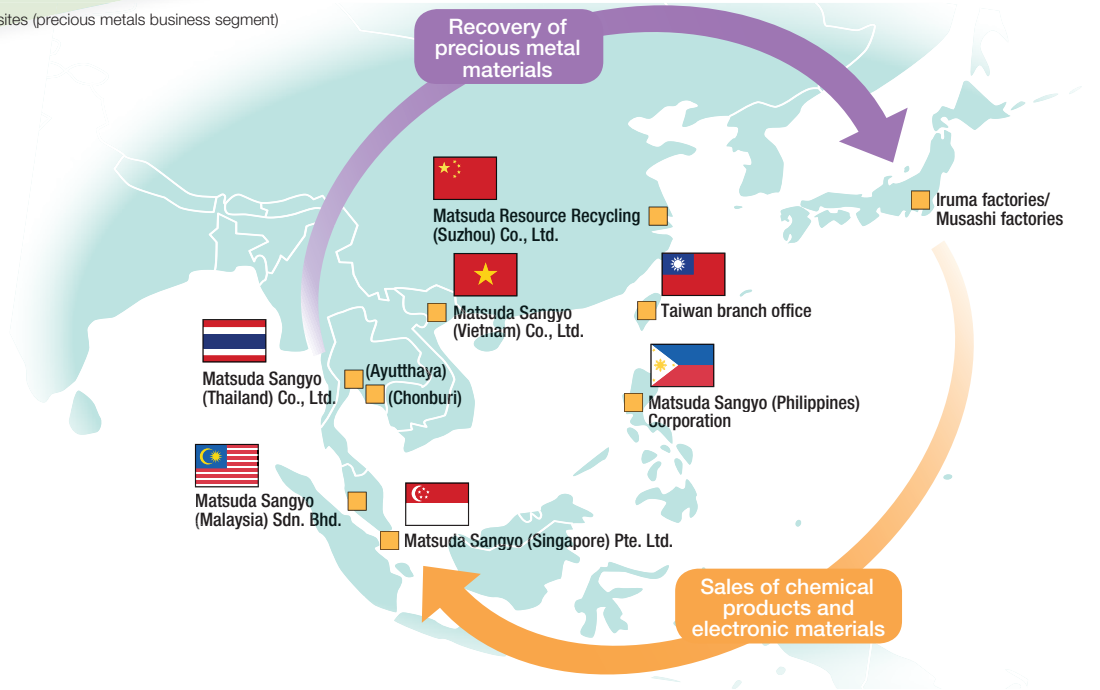 sites (precious metals business segment)
Recovery of
precious metal
materials
Iruma factories/
Musashi factories
Matsuda Resource Recycling
(Suzhou) Co., Ltd.
Matsuda Sangyo
(Vietnam) Co., Ltd.
Taiwan branch office
Matsuda Sangyo
(Thailand) Co., Ltd.
(Ayutthaya)
(Chonburi)
Matsuda Sangyo (Philippines)
Corporation
Matsuda Sangyo
(Malaysia) Sdn. Bhd.
Matsuda Sangyo (Singapore) Pte. Ltd.
Sales of chemical
products and
electronic materials